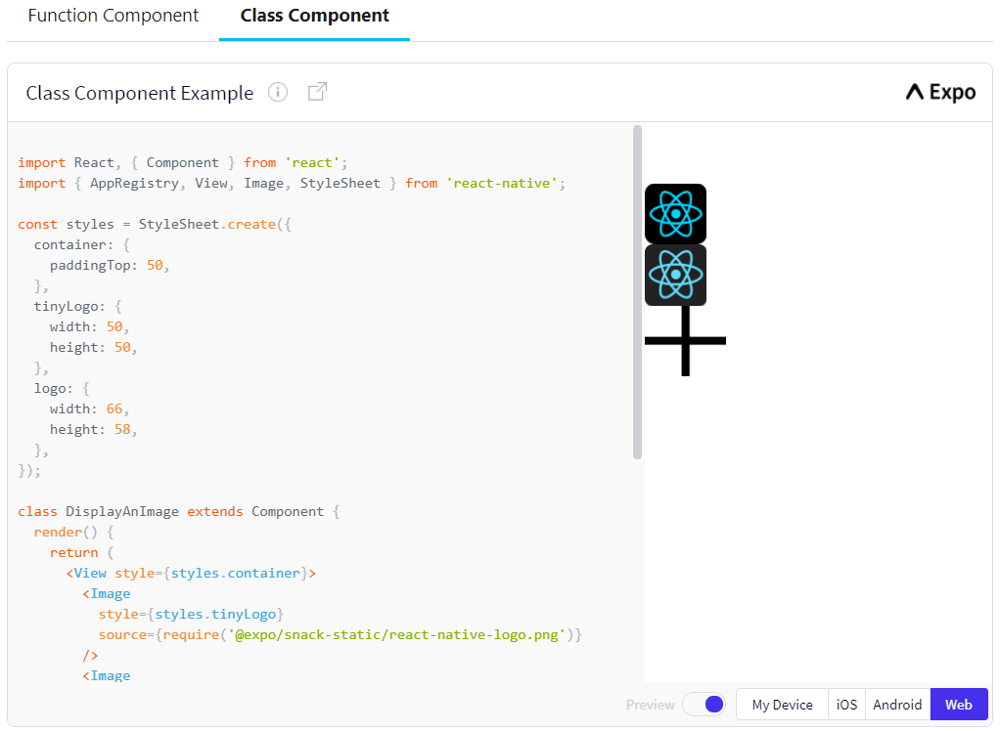 Function Component
Class Component
Class Component Example
Expo
import React, { Component } from 'react';
import { AppRegistry, View, Image, StyleSheet } from 'react-native';
const styles = StyleSheet.create({
  container: {
    paddingTop: 50,
  },
  tinyLogo: {
    width: 50,
    height: 50,
  },
  logo: {
    width: 66,
    height: 58,
  },
});
class DisplayAnImage extends Component {
  render() {
    return (
      <View style={styles.container}>
        <Image
          style={styles.tinyLogo}
          source={require('@expo/snack-static/react-native-logo.png')}
        />
        <Image
Preview
My Device
iOS
Android
Web